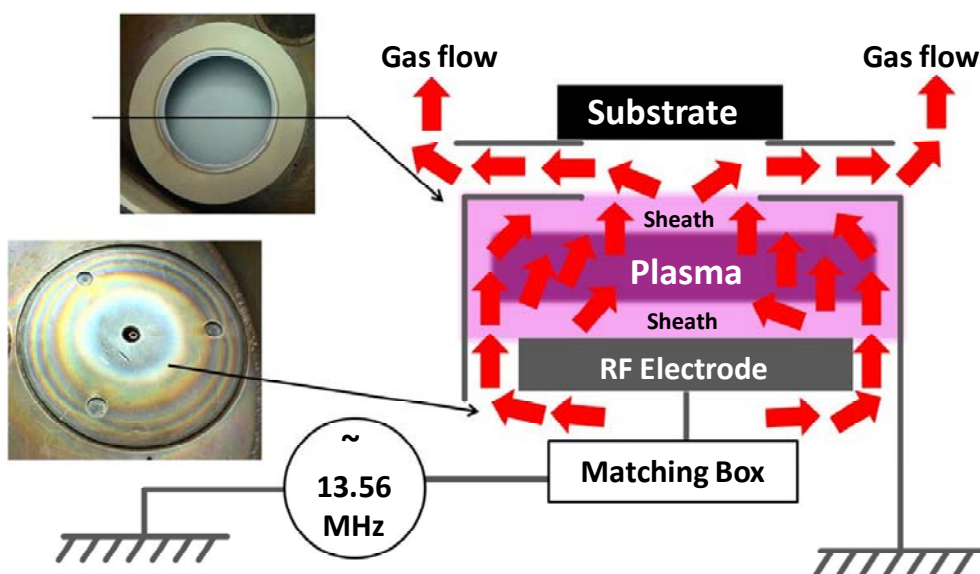 Gas flow
Gas flow
Substrate
Sheath
Plasma
Sheath
RF Electrode
~
13.56
MHz
Matching Box